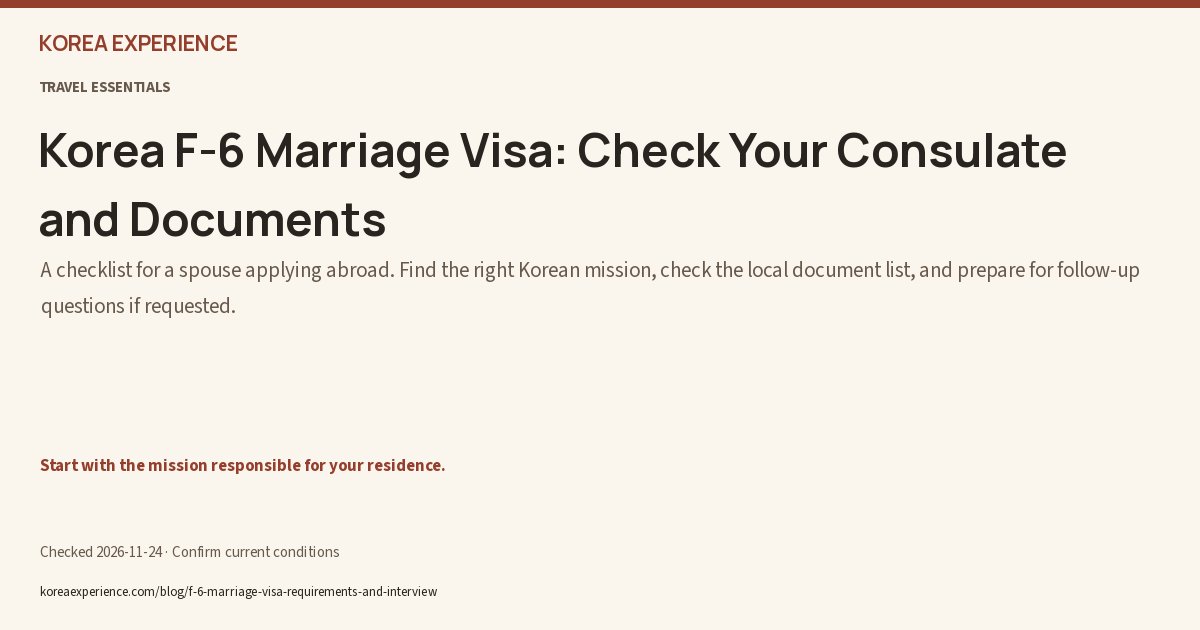 KOREA EXPERIENCE
TRAVEL ESSENTIALS
Korea F-6 Marriage Visa: Check Your Consulate
and Documents
A checklist for a spouse applying abroad. Find the right Korean mission, check the local document list, and prepare for follow-up
questions if requested.
Start with the mission responsible for your residence.
Checked 2026-11-24 · Confirm current conditions
koreaexperience.com/blog/f-6-marriage-visa-requirements-and-interview